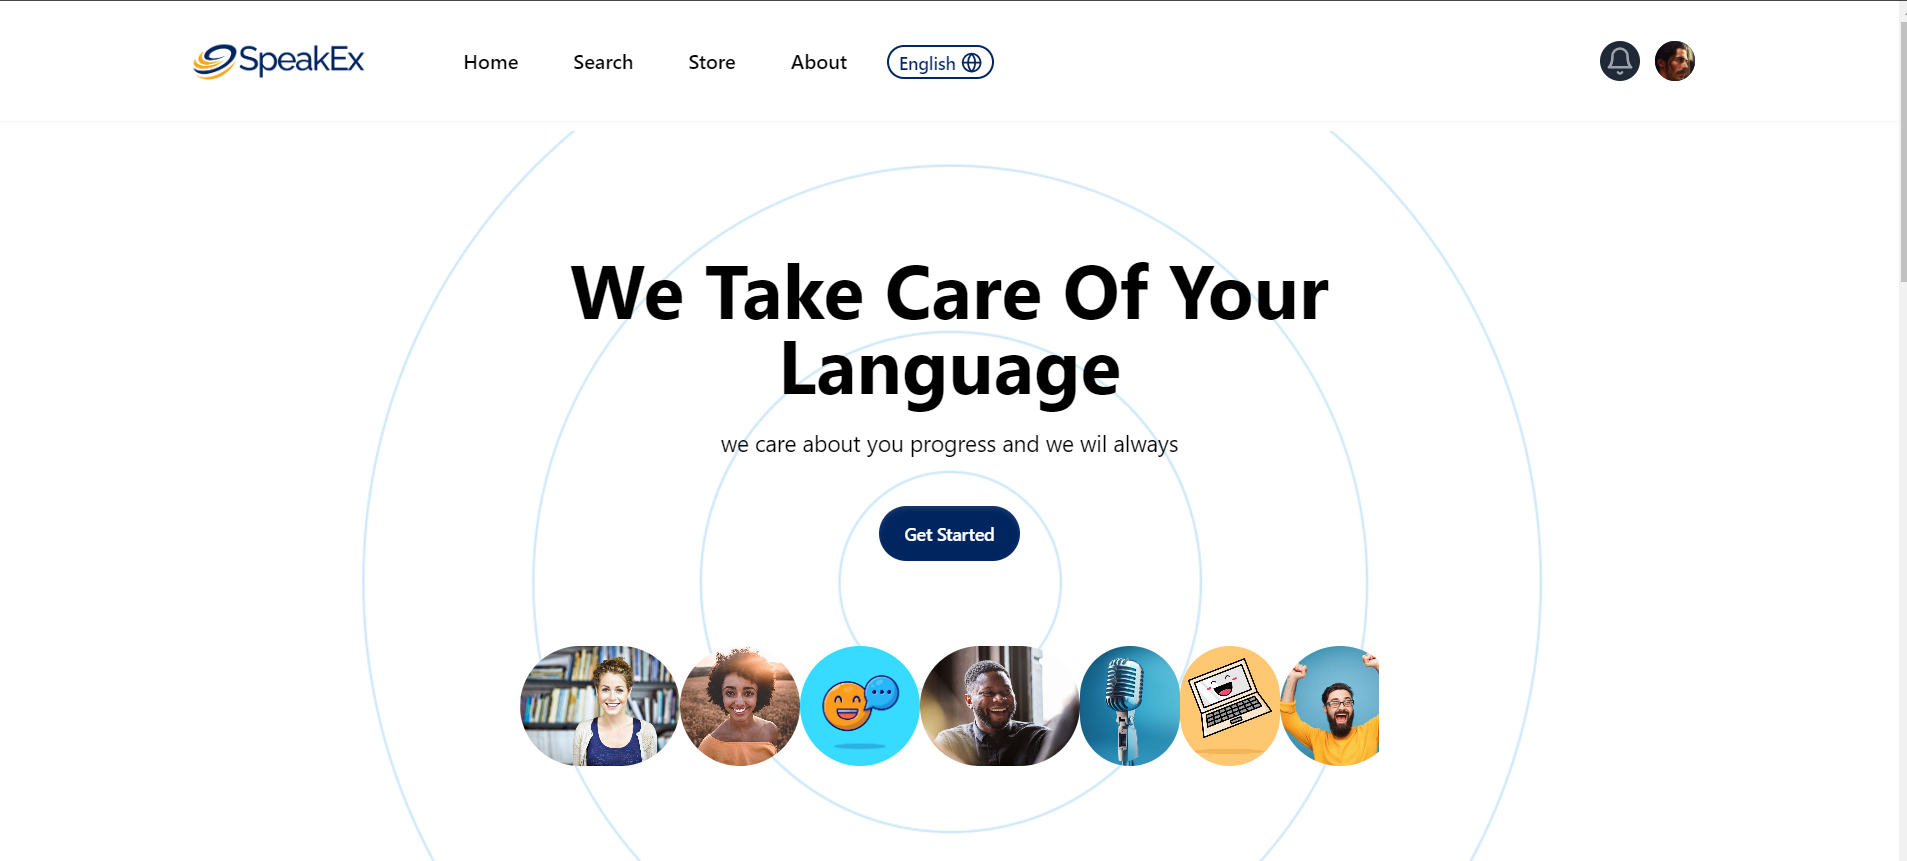 SpeakEx
Home Search Store About English
We Take Care Of Your
Language
we care about you progress and we wil always
Get Started